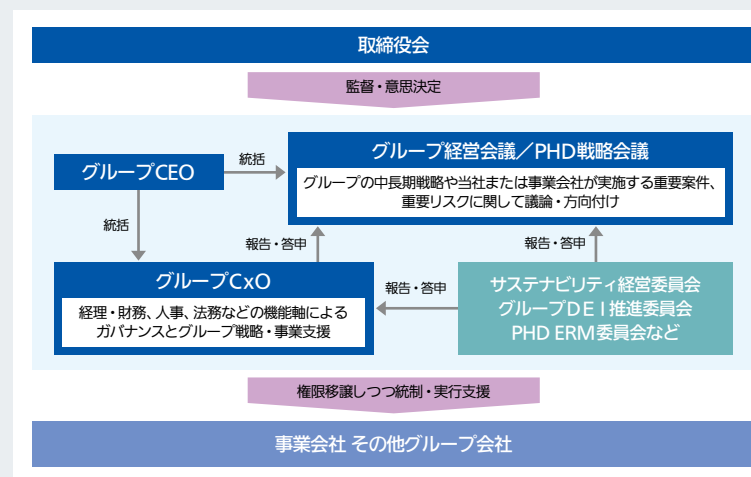 取締役会
監督・意思決定
グループCEO
統括
グループ経営会議／PHD戦略会議
グループの中長期戦略や当社または事業会社が実施する重要案件、
重要リスクに関して議論・方向付け
統括
報告・答申
報告・答申
グループCxO
経理・財務、人事、法務などの機能軸による
ガバナンスとグループ戦略・事業支援
報告・答申
サステナビリティ経営委員会
グループDEI推進委員会
PHD ERM委員会など
権限移譲しつつ統制・実行支援
事業会社 その他グループ会社